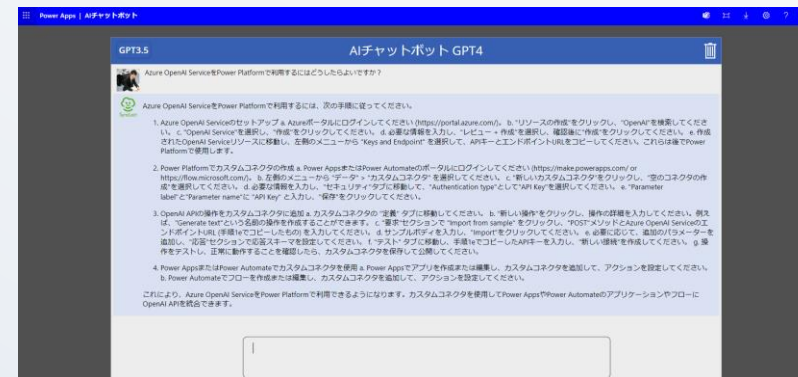 Power Apps | AIチャットボット
GPT3.5
AIチャットボット GPT4
Azure OpenAI ServiceをPower Platformで利用するにはどうしたらよいですか？
Azure OpenAI ServiceをPower Platformで利用するには、次の手順に従ってください。
1. Azure OpenAI Serviceのセットアップ a. Azureポータルにログインしてください (https://portal.azure.com/)。 b. "リソースの作成"をクリックし、"OpenAI"を検索してくださ
い。 c. "OpenAI Service"を選択し、"作成"をクリックしてください。 d. 必要な情報を入力し、"レビュー + 作成"を選択し、確認後に"作成"をクリックしてください。 e. 作成
されたOpenAI Serviceリソースに移動し、左側のメニューから "Keys and Endpoint" を選択して、APIキーとエンドポイントURLをコピーしてください。これらは後でPower
Platformで使用します。
2. Power Platformでカスタムコネクタの作成 a. Power AppsまたはPower Automateのポータルにログインしてください (https://make.powerapps.com/ or
https://flow.microsoft.com/)。 b. 左側のメニューから "データ" > "カスタムコネクタ" を選択してください。 c. "新しいカスタムコネクタ"をクリックし、"空のコネクタの作
成"を選択してください。 d. 必要な情報を入力し、"セキュリティ"タブに移動して、"Authentication type"として"API Key"を選択してください。 e. "Parameter
label"と"Parameter name"に "API Key" と入力し、"保存"をクリックしてください。
3. OpenAI APIの操作をカスタムコネクタに追加 a. カスタムコネクタの "定義" タブに移動してください。 b. "新しい操作"をクリックし、操作の詳細を入力してください。例え
ば、"Generate text"という名前の操作を作成することができます。 c. "要求"セクションで "Import from sample" をクリックし、"POST"メソッドとAzure OpenAI Serviceのエ
ンドポイントURL (手順1eでコピーしたもの) を入力してください。 d. サンプルボディを入力し、"Import"をクリックしてください。 e. 必要に応じて、追加のパラメーターを
追加し、"応答"セクションで応答スキーマを設定してください。 f. "テスト" タブに移動し、手順1eでコピーしたAPIキーを入力し、"新しい接続"を作成してください。 g. 操
作をテストし、正常に動作することを確認したら、カスタムコネクタを保存して公開してください。
4. Power AppsまたはPower Automateでカスタムコネクタを使用 a. Power Appsでアプリを作成または編集し、カスタムコネクタを追加して、アクションを設定してください。
b. Power Automateでフローを作成または編集し、カスタムコネクタを追加して、アクションを設定してください。
これにより、Azure OpenAI ServiceをPower Platformで利用できるようになります。カスタムコネクタを使用してPower AppsやPower Automateのアプリケーションやフローに
OpenAI APIを統合できます。